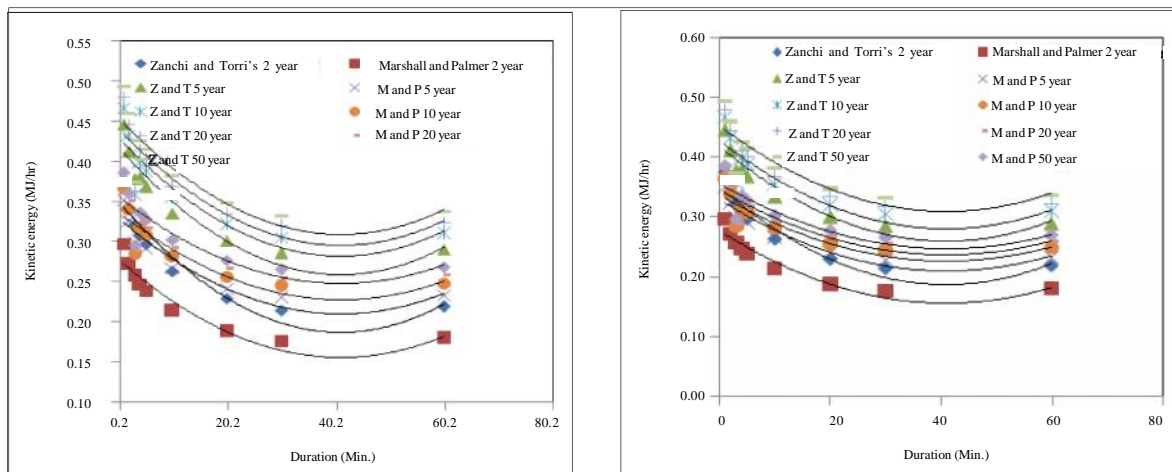 0.55
0.50
0.45
0.40
0.35
0.30
0.25
0.20
0.15
0.10
Kinetic energy (MJ/hr)
Zanchi and Torri's 2 year
Marshall and Palmer 2 year
Z and T 5 year
M and P 5 year
Z and T 10 year
M and P 10 year
Z and T 20 year
M and P 20 year
Z and T 50 year
0.2
20.2
40.2
60.2
80.2
Duration (Min.)
0.60
0.50
0.40
0.30
0.20
0.10
0.00
Kinetic energy (MJ/hr)
Zanchi and Torri's 2 year
Marshall and Palmer 2 year
Z and T 5 year
M and P 5 year
Z and T 10 year
M and P 10 year
Z and T 20 year
M and P 20 year
Z and T 50 year
M and P 50 year
0
20
40
60
80
Duration (Min.)